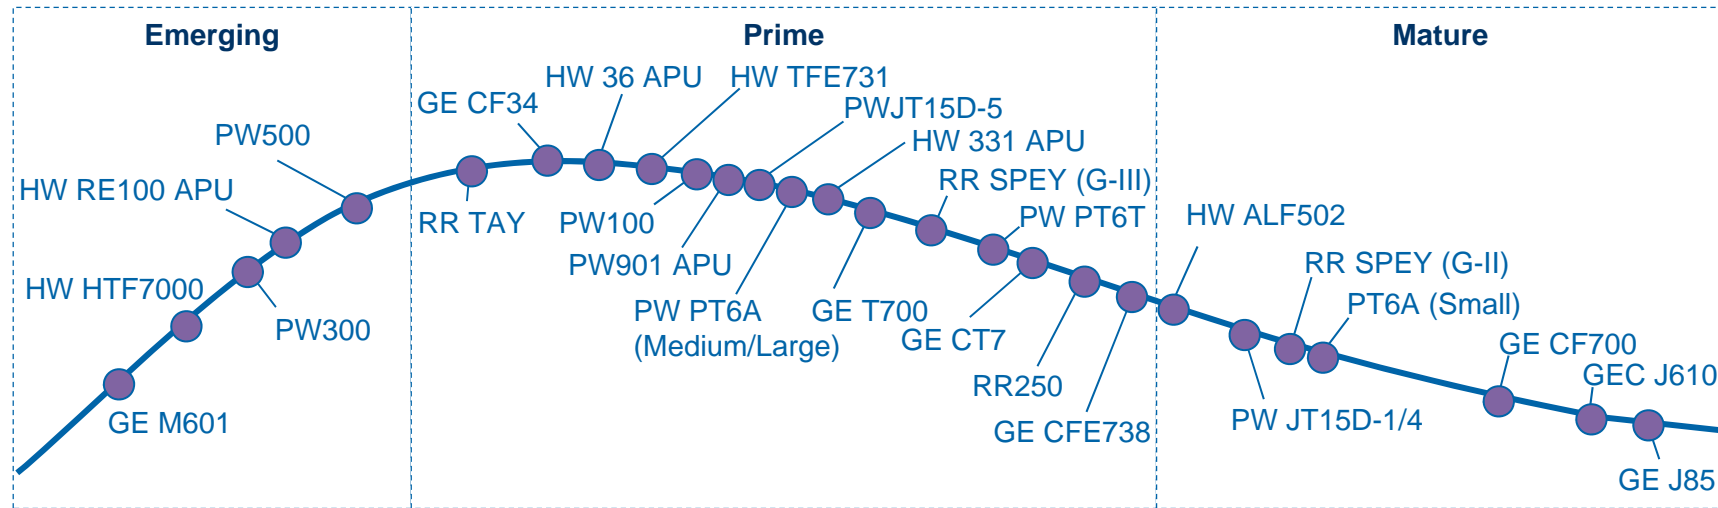 Emerging
Prime
Mature
HW 36 APU
HW TFE731
GE CF34
PWJT15D-5
PW500
HW 331 APU
HW RE100 APU
RR SPEY (G-III)
RR TAY
PW100
PW PT6T
HW ALF502
PW901 APU
RR SPEY (G-II)
HW HTF7000
PW300
PW PT6A
(Medium/Large)
GE T700
PT6A (Small)
GE CT7
GE CF700
GEC J610
RR250
GE M601
GE CFE738
PW JT15D-1/4
GE J85